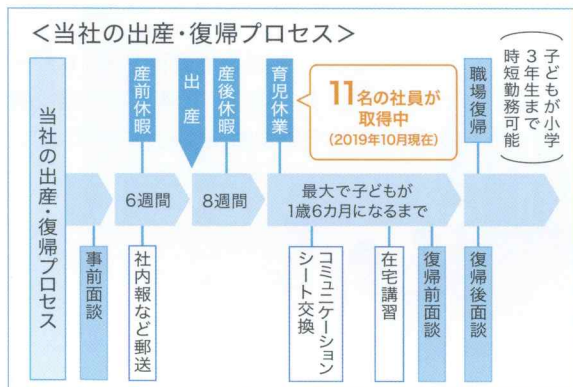 ＜当社の出産・復帰プロセス＞
当社の出産・復帰プロセス
産前休暇
出産
産後休暇
育児休業
11名の社員が
取得中
(2019年10月現在)
職場復帰
子どもが小学
3年生まで
時短勤務可能
6週間
8週間
最大で子どもが
1歳6カ月になるまで
事前面談
社内報など郵送
コミュニケーション
シート交換
在宅講習
復帰前面談
復帰後面談